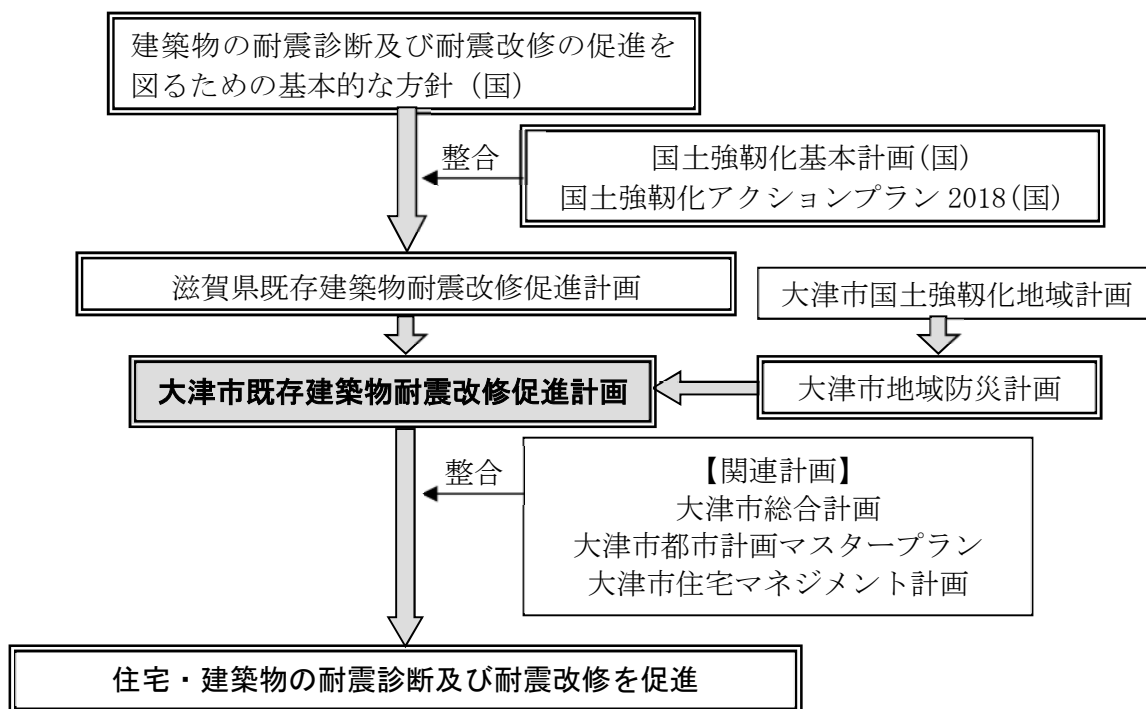 建築物の耐震診断及び耐震改修の促進を
図るための基本的な方針（国）
整合
国土強靭化基本計画(国)
国土強靭化アクションプラン 2018(国)
滋賀県既存建築物耐震改修促進計画
大津市国土強靭化地域計画
大津市既存建築物耐震改修促進計画
大津市地域防災計画
整合
【関連計画】
大津市総合計画
大津市都市計画マスタープラン
大津市住宅マネジメント計画
住宅・建築物の耐震診断及び耐震改修を促進